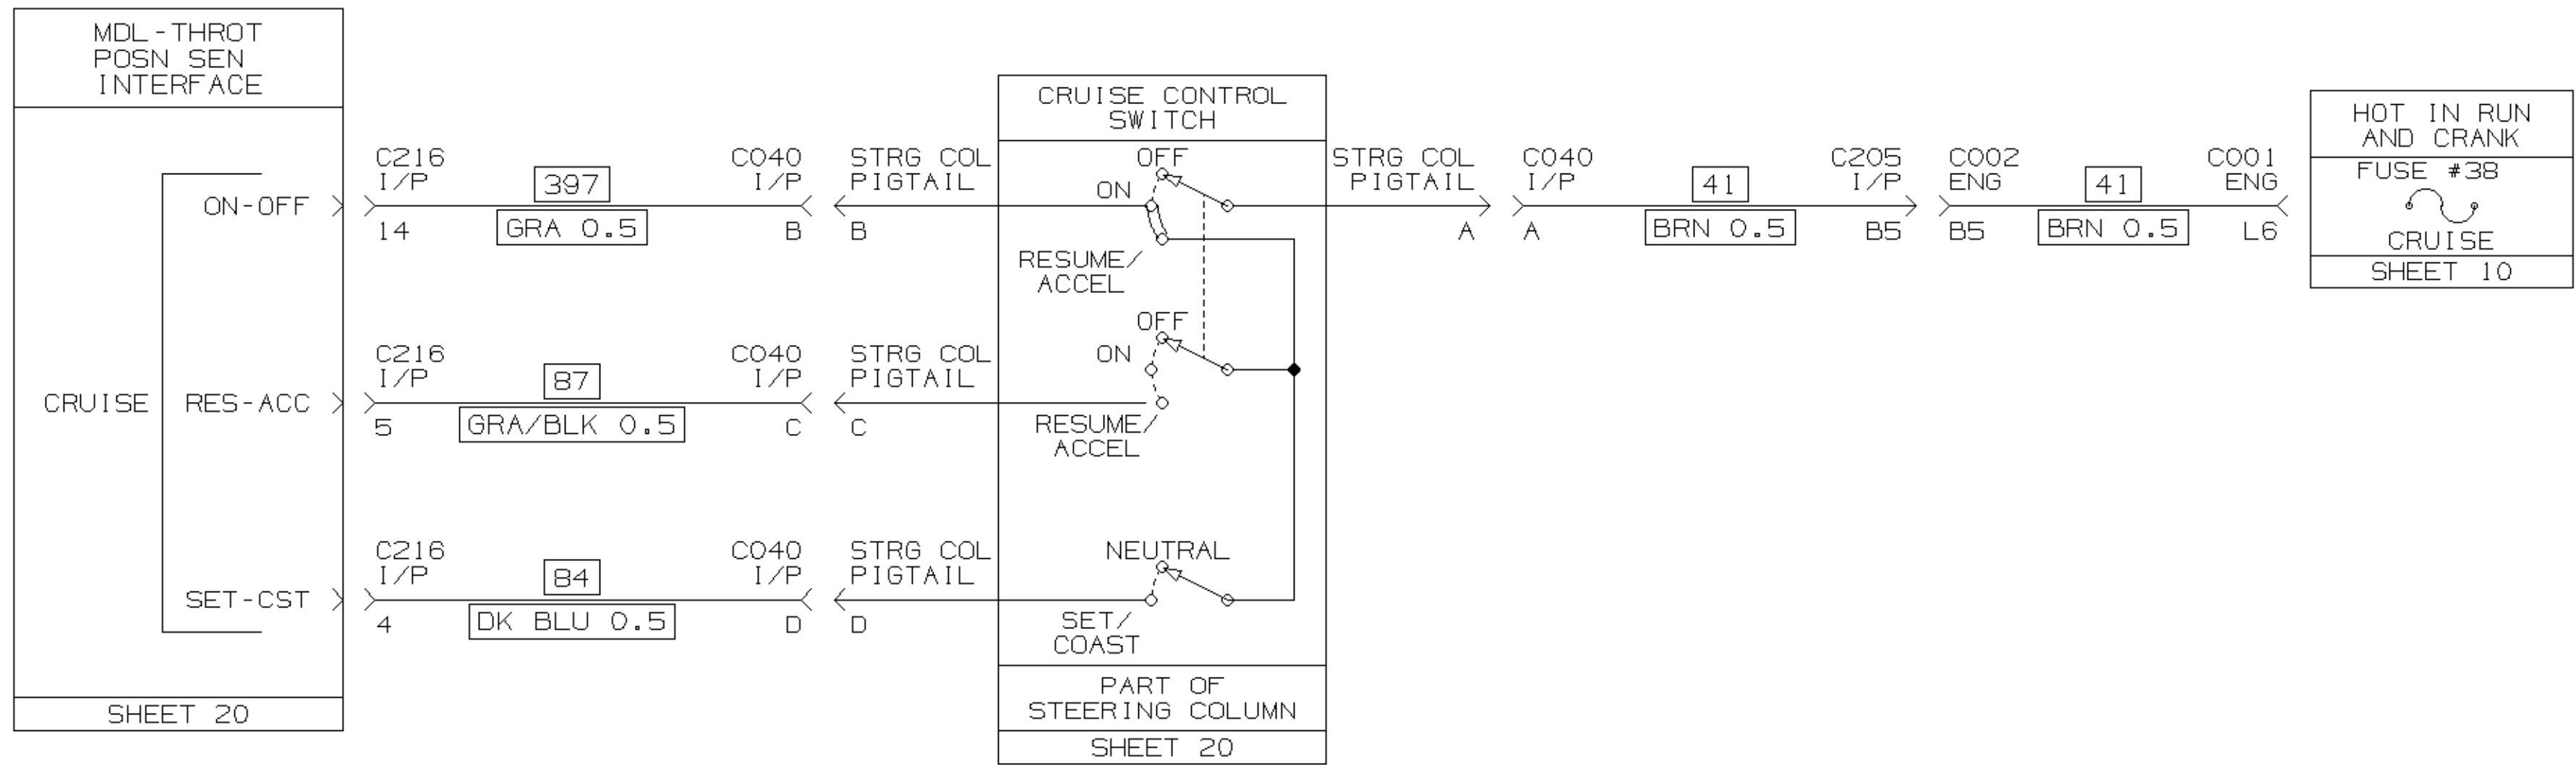 MDL-THROT
POSN SEN
INTERFACE
CRUISE
ON-OFF
RES-ACC
SET-CST
SHEET 20
C216
I/P
14
397
GRA 0.5
C040
I/P
B
STRG COL
PIGTAIL
B
C216
I/P
5
87
GRA/BLK 0.5
C040
I/P
C
STRG COL
PIGTAIL
C
C216
I/P
4
84
DK BLU 0.5
C040
I/P
D
STRG COL
PIGTAIL
D
CRUISE CONTROL
SWITCH
OFF
ON
RESUME/
ACCEL
OFF
ON
RESUME/
ACCEL
NEUTRAL
SET/
COAST
PART OF
STEERING COLUMN
SHEET 20
STRG COL
PIGTAIL
A
C040
I/P
A
41
BRN 0.5
C205
I/P
B5
C002
ENG
B5
41
BRN 0.5
C001
ENG
L6
HOT IN RUN
AND CRANK
FUSE #38
CRUISE
SHEET 10